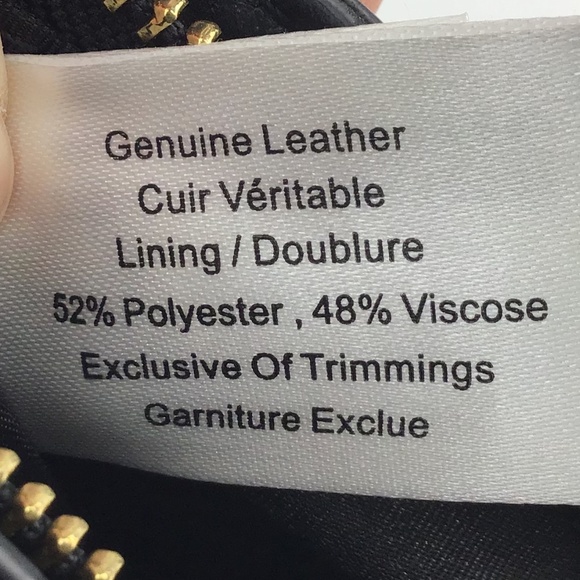 Genuine Leather
Cuir Véritable
Lining / Doublure
52% Polyester , 48% Viscose
Exclusive Of Trimmings
Garniture Exclue